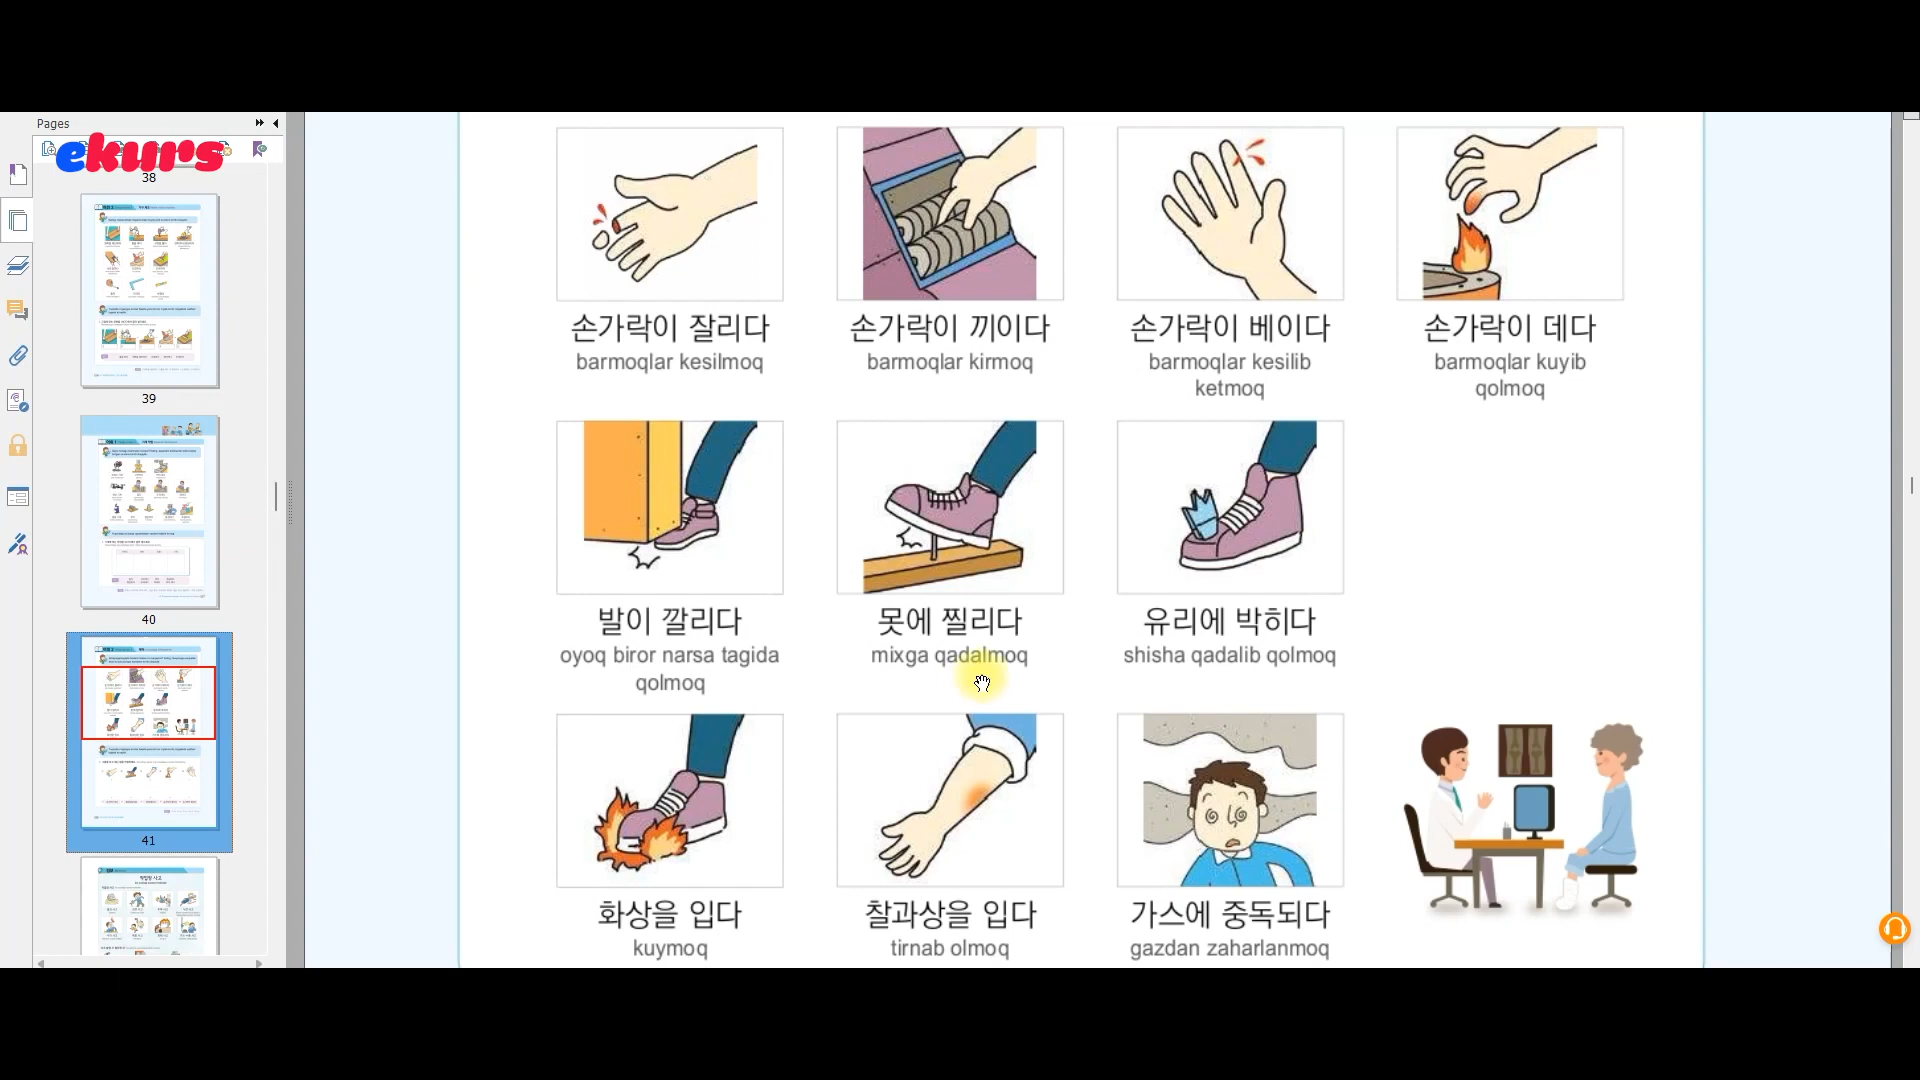 Pages
ekurs
38
39
40
41
손가락이 잘리다
barmoqlar kesilmoq
손가락이 끼이다
barmoqlar kirmoq
손가락이 베이다
barmoqlar kesilib
ketmoq
손가락이 데다
barmoqlar kuyib
qolmoq
발이 깔리다
oyoq biror narsa tagida
qolmoq
못에 찔리다
mixga qadalmoq
유리에 박히다
shisha qadalib qolmoq
화상을 입다
kuymoq
찰과상을 입다
tirnab olmoq
가스에 중독되다
gazdan zaharlanmoq